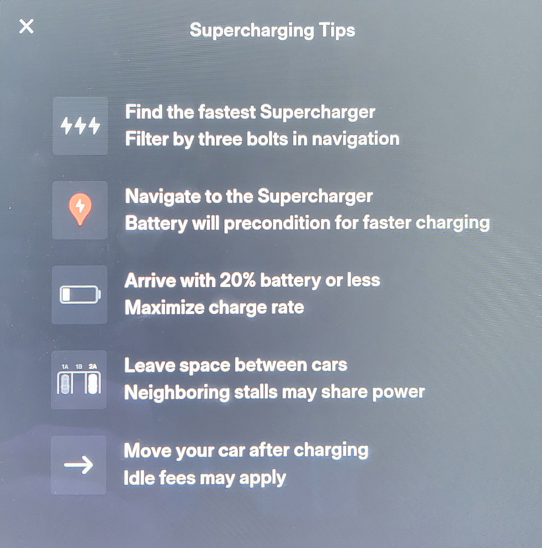 Supercharging Tips
Find the fastest Supercharger
Filter by three bolts in navigation
Navigate to the Supercharger
Battery will precondition for faster charging
Arrive with 20% battery or less
Maximize charge rate
1A 1B 2A
Leave space between cars
Neighboring stalls may share power
Move your car after charging
Idle fees may apply